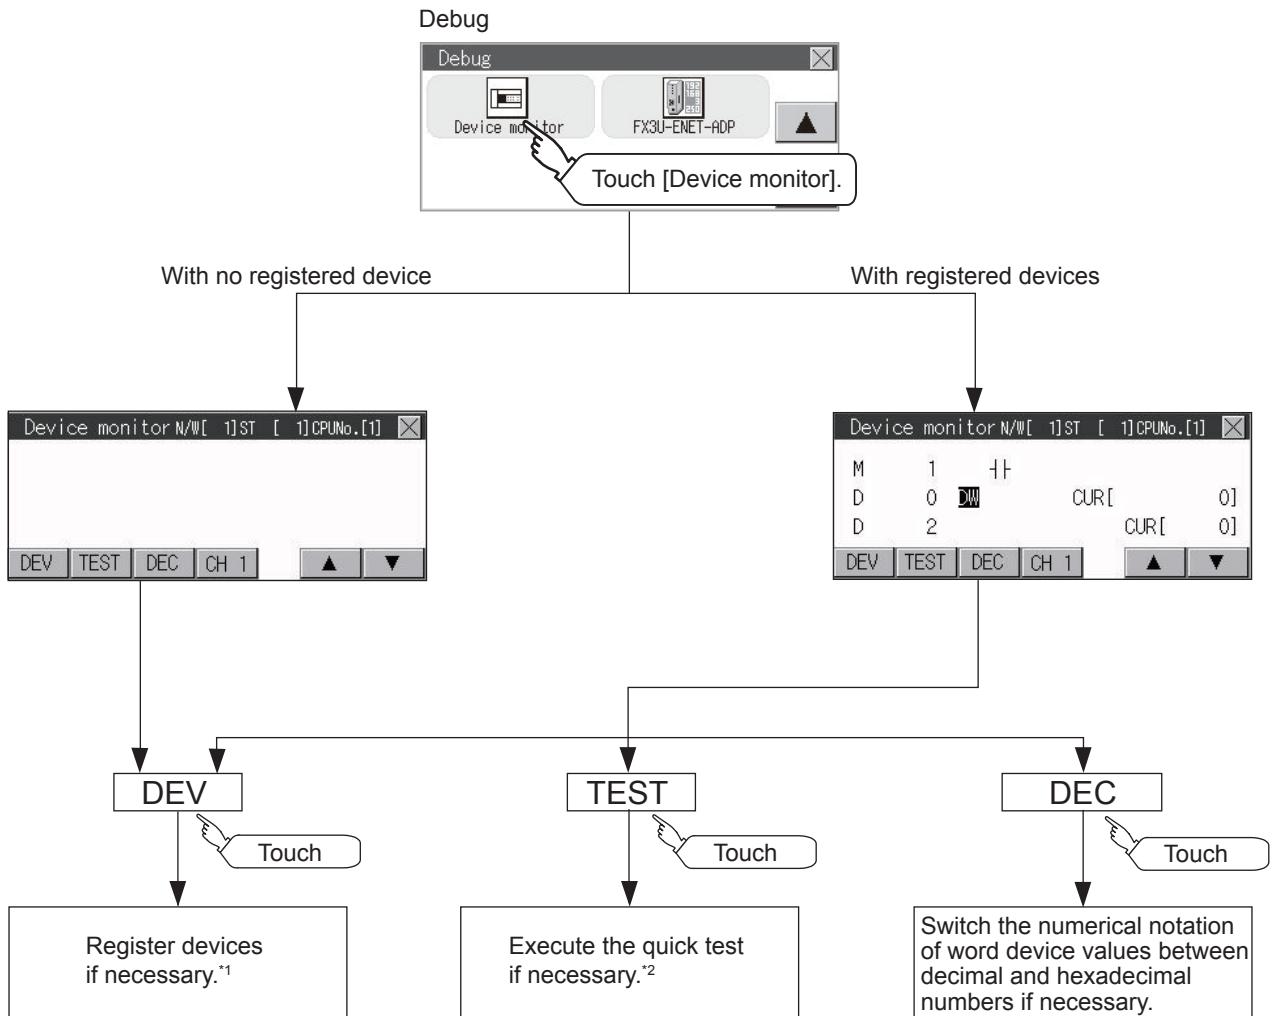 Debug
Debug
Device monitor
FX3U-ENET-ADP
192
168
3
250
▲
Touch [Device monitor].
With no registered device
With registered devices
Device monitor N/W[ 1]ST [ 1]CPUNo.[1]
DEV TEST DEC CH 1 ▲ ▼
Device monitor N/W[ 1]ST [ 1]CPUNo.[1]
M 1
D 0 DW CUR[ 0]
D 2 CUR[ 0]
DEV TEST DEC CH 1 ▲ ▼
DEV
TEST
DEC
Touch
Touch
Touch
Register devices
if necessary.*1
Execute the quick test
if necessary.*2
Switch the numerical notation
of word device values between
decimal and hexadecimal
numbers if necessary.